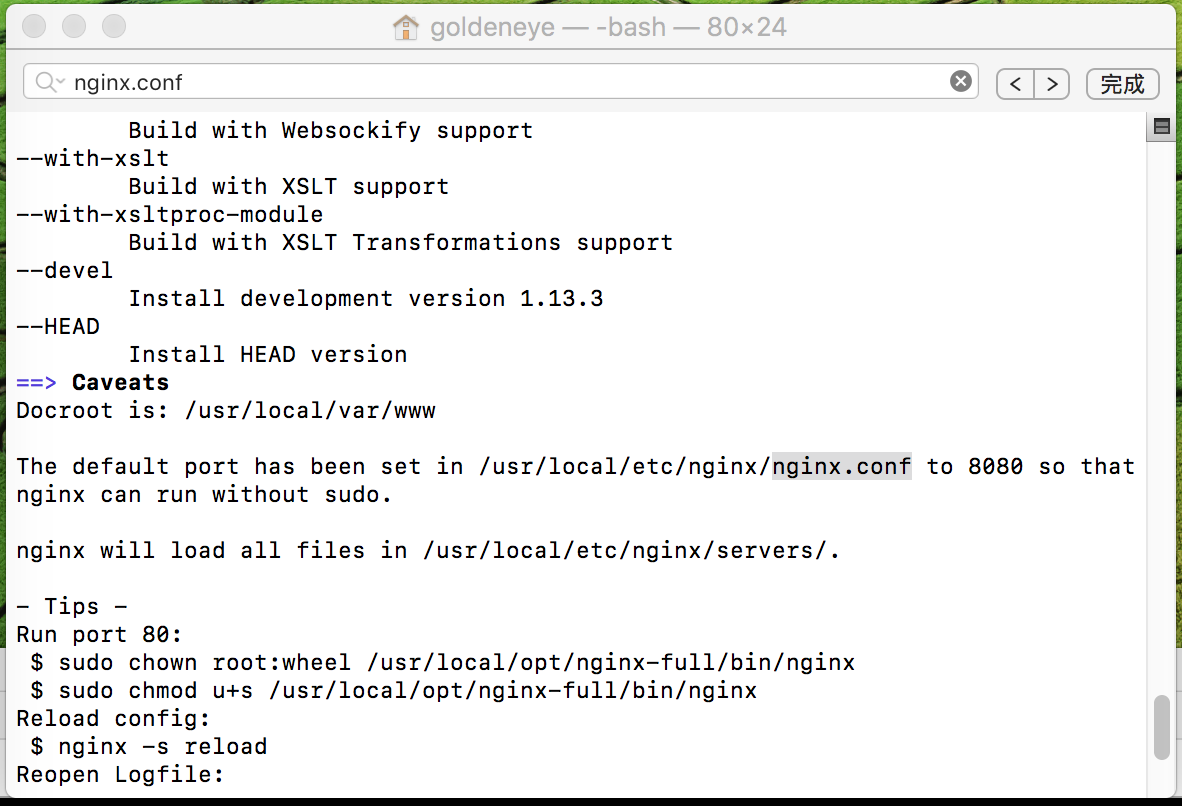 goldeneye — -bash — 80×24
nginx.conf
< > 完成
Build with Websockify support
--with-xslt
Build with XSLT support
--with-xsltproc-module
Build with XSLT Transformations support
--devel
Install development version 1.13.3
--HEAD
Install HEAD version
==> Caveats
Docroot is: /usr/local/var/www
The default port has been set in /usr/local/etc/nginx/nginx.conf to 8080 so that
nginx can run without sudo.
nginx will load all files in /usr/local/etc/nginx/servers/.
- Tips -
Run port 80:
$ sudo chown root:wheel /usr/local/opt/nginx-full/bin/nginx
$ sudo chmod u+s /usr/local/opt/nginx-full/bin/nginx
Reload config:
$ nginx -s reload
Reopen Logfile: